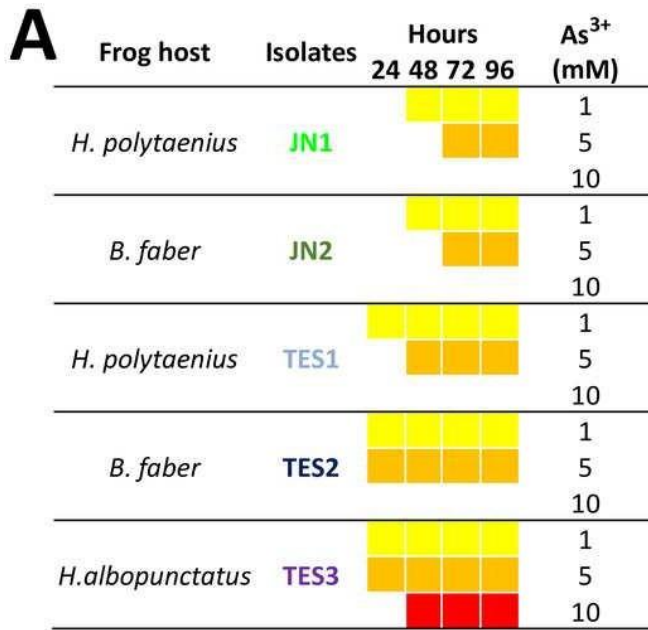 A
Frog host Isolates Hours As³⁺
24 48 72 96 (mM)
1
H. polytaenius JN1 5
10
1
B. faber JN2 5
10
1
H. polytaenius TES1 5
10
1
B. faber TES2 5
10
1
H.albopunctatus TES3 5
10